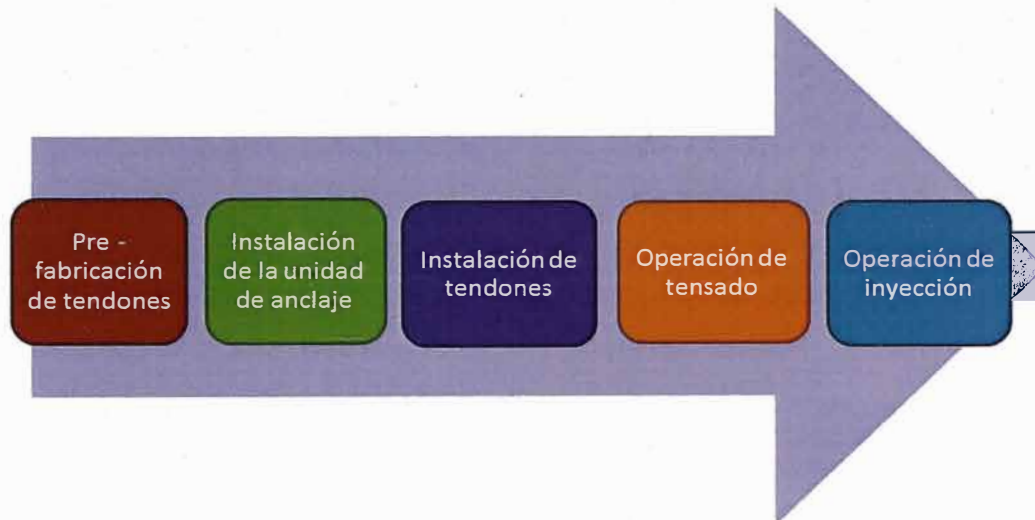 Pre -
fabricación
de tendones
Instalación
de la unidad
de anclaje
Instalación de
tendones
Operación de
tensado
Operación de
inyección